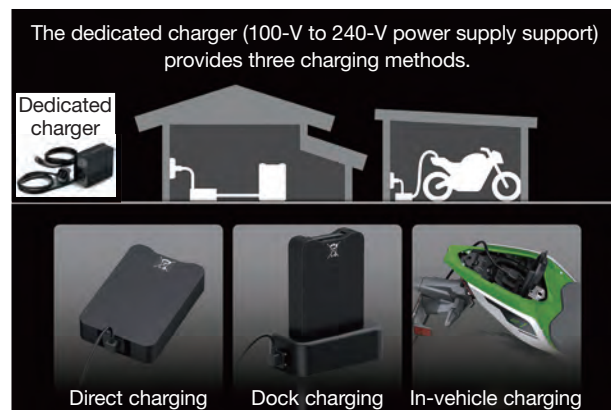 The dedicated charger (100-V to 240-V power supply support)
provides three charging methods.
Dedicated
charger
Direct charging
Dock charging
In-vehicle charging